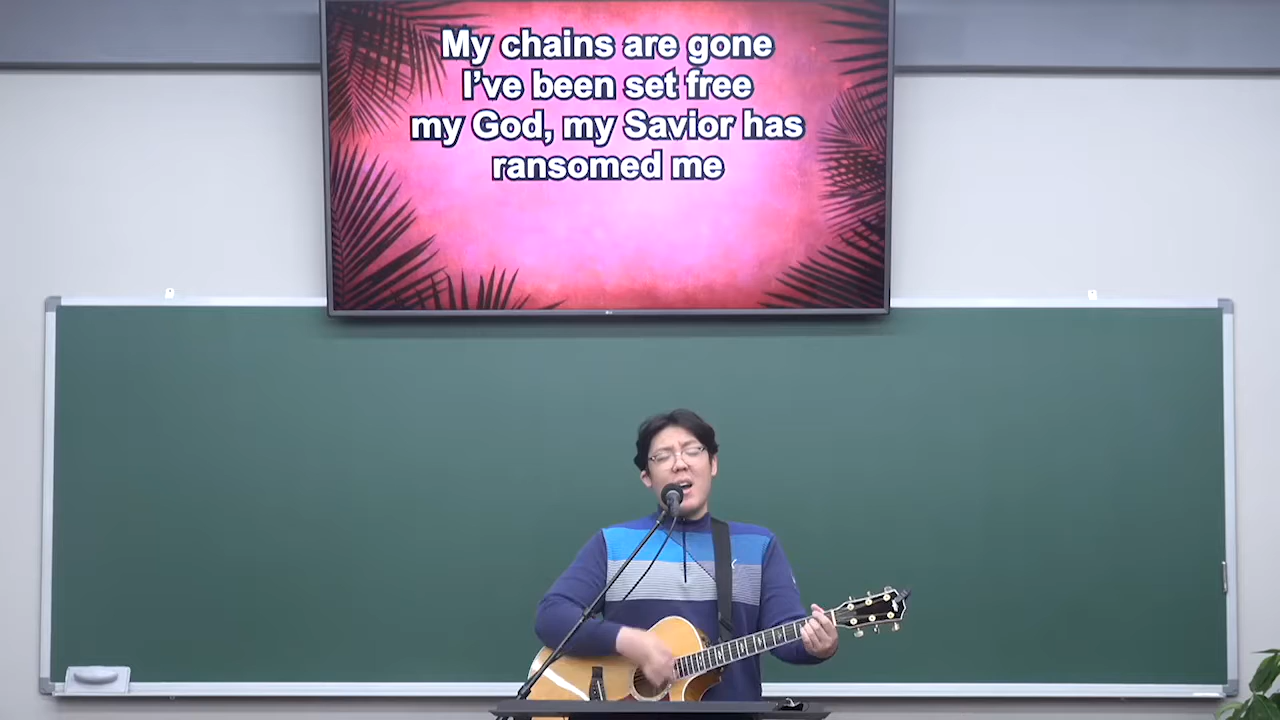 My chains are gone
I've been set free
my God, my Savior has
ransomed me